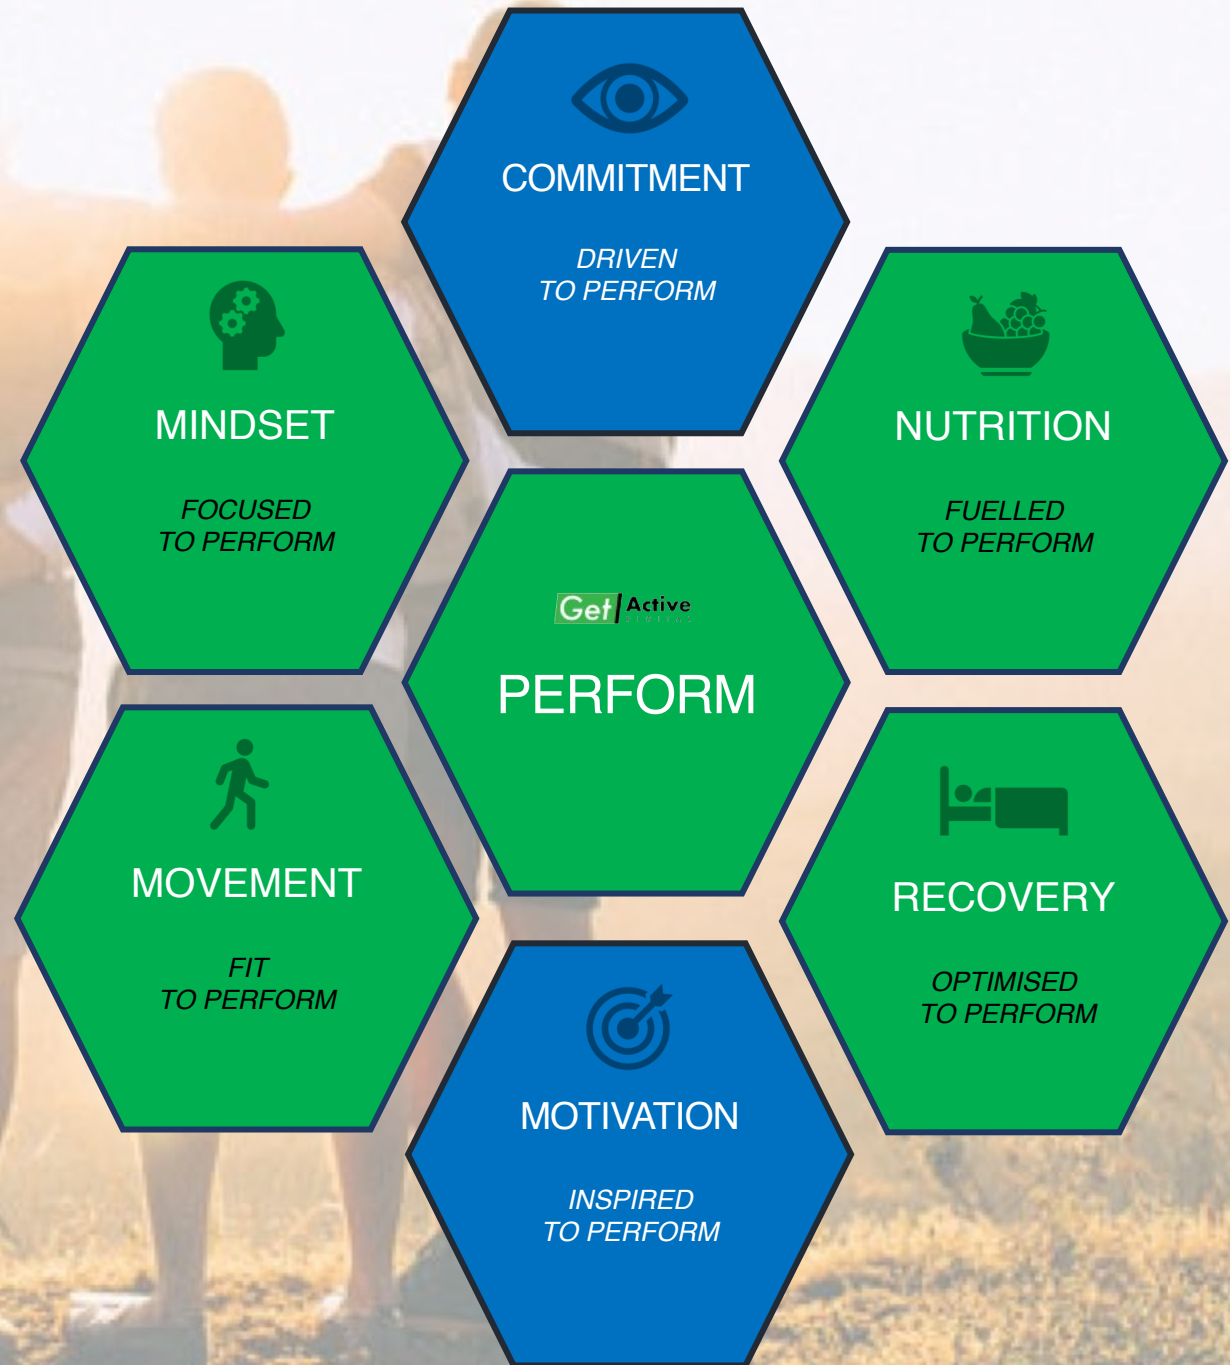 COMMITMENT
DRIVEN
TO PERFORM
MINDSET
FOCUSED
TO PERFORM
NUTRITION
FUELLED
TO PERFORM
Get Active
PERFORM
MOVEMENT
FIT
TO PERFORM
RECOVERY
OPTIMISED
TO PERFORM
MOTIVATION
INSPIRED
TO PERFORM